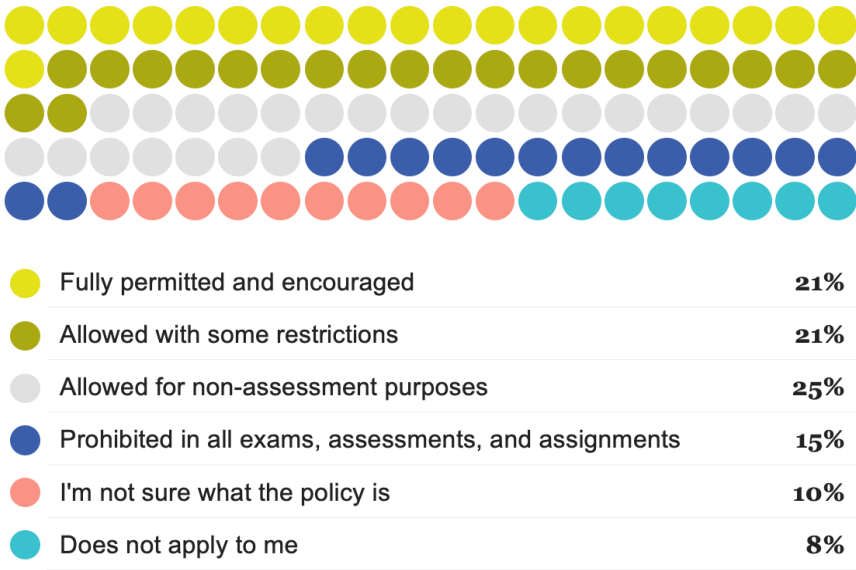 Fully permitted and encouraged 21%
Allowed with some restrictions 21%
Allowed for non-assessment purposes 25%
Prohibited in all exams, assessments, and assignments 15%
I'm not sure what the policy is 10%
Does not apply to me 8%